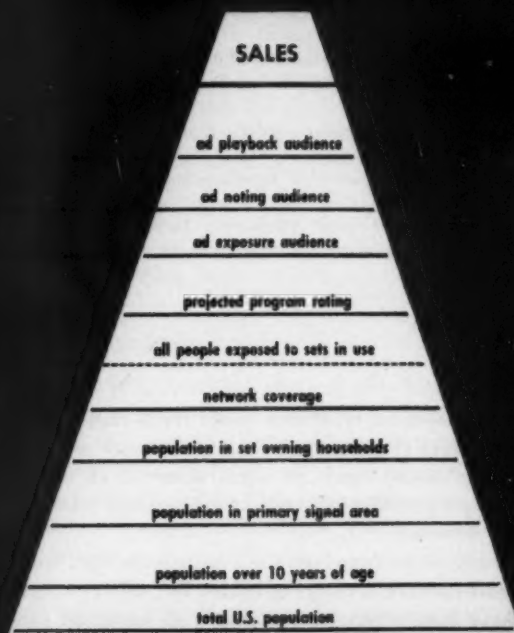 SALES
ad playback audience
ad noting audience
ad exposure audience
projected program rating
all people exposed to sets in use
network coverage
population in set owning households
population in primary signal area
population over 10 years of age
total U.S. population